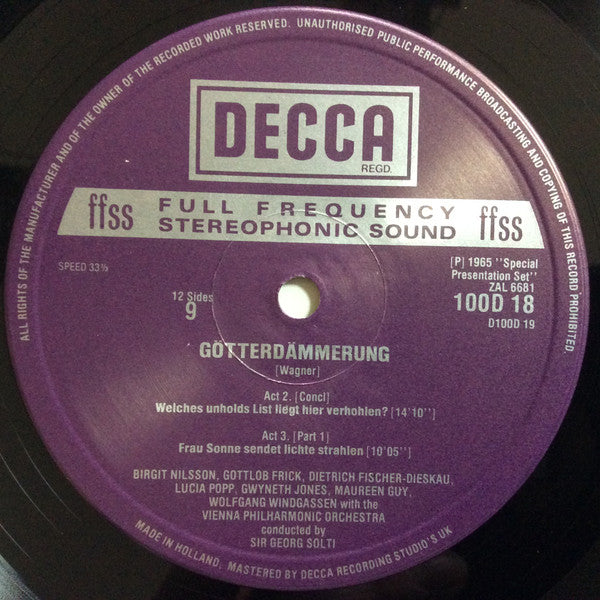 ALL RIGHTS OF THE MANUFACTURER AND OF THE OWNER OF THE RECORDED WORK RESERVED. UNAUTHORISED PUBLIC PERFORMANCE BROADCASTING AND COPYING OF THIS RECORD PROHIBITED.
DECCA
REGD.
ffss FULL FREQUENCY STEREOPHONIC SOUND ffss
SPEED 33⅓
[P] 1965 "Special
Presentation Set"
ZAL 6681
12 Sides
9
100D 18
D100D 19
GÖTTERDÄMMERUNG
[Wagner]
Act 2. [Concl]
Welches unholds List liegt hier verhohlen? [14'10'']
Act 3. [Part 1]
Frau Sonne sendet lichte strahlen [10'05'']
BIRGIT NILSSON, GOTTLOB FRICK, DIETRICH FISCHER-DIESKAU,
LUCIA POPP, GWYNETH JONES, MAUREEN GUY,
WOLFGANG WINDGASSEN with the
VIENNA PHILHARMONIC ORCHESTRA
conducted by
SIR GEORG SOLTI
MADE IN HOLLAND. MASTERED BY DECCA RECORDING STUDIO'S UK